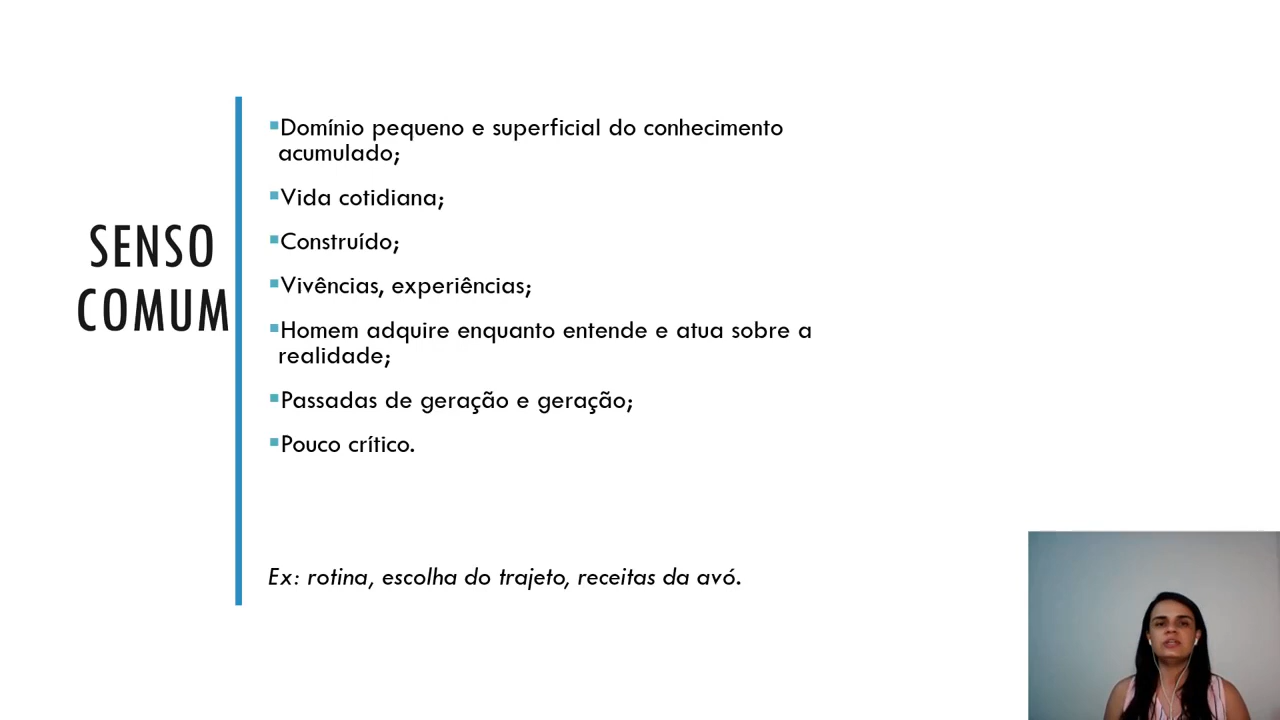 SENSO
COMUM
▪Domínio pequeno e superficial do conhecimento
acumulado;
▪Vida cotidiana;
▪Construído;
▪Vivências, experiências;
▪Homem adquire enquanto entende e atua sobre a
realidade;
▪Passadas de geração e geração;
▪Pouco crítico.
Ex: rotina, escolha do trajeto, receitas da avó.